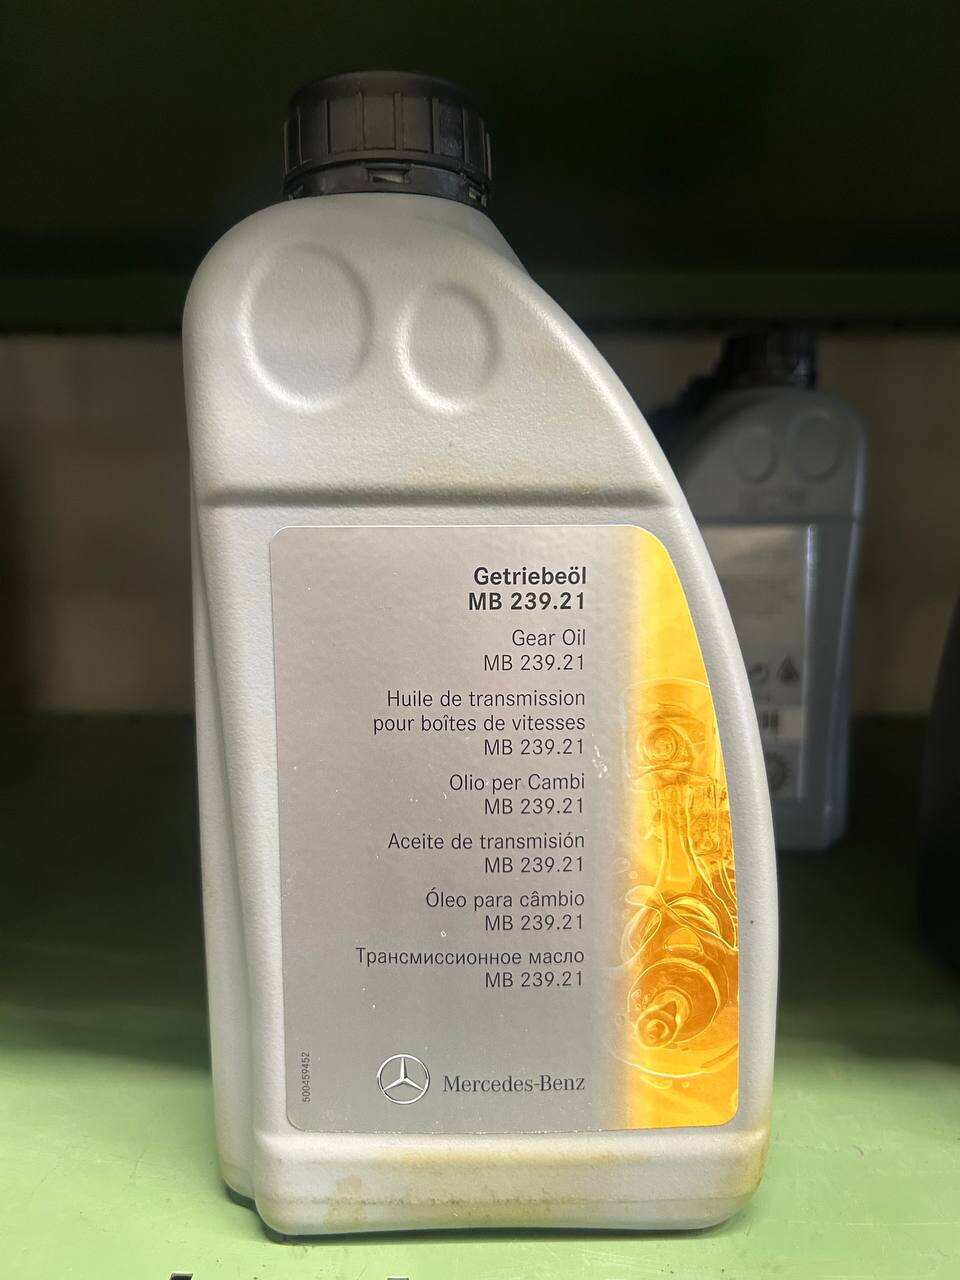 Getriebeöl
MB 239.21
Gear Oil
MB 239.21
Huile de transmission
pour boîtes de vitesses
MB 239.21
Olio per Cambi
MB 239.21
Aceite de transmisión
MB 239.21
Óleo para câmbio
MB 239.21
Трансмиссионное масло
MB 239.21
500459452
Mercedes-Benz